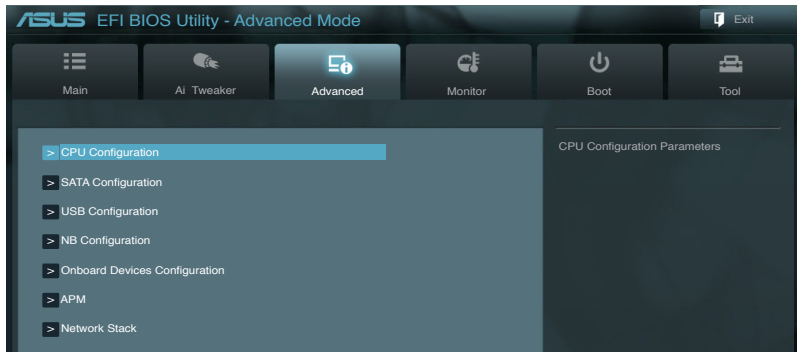 ASUS EFI BIOS Utility - Advanced Mode
Exit
Main
Ai Tweaker
Advanced
Monitor
Boot
Tool
> CPU Configuration
CPU Configuration Parameters
> SATA Configuration
> USB Configuration
> NB Configuration
> Onboard Devices Configuration
> APM
> Network Stack